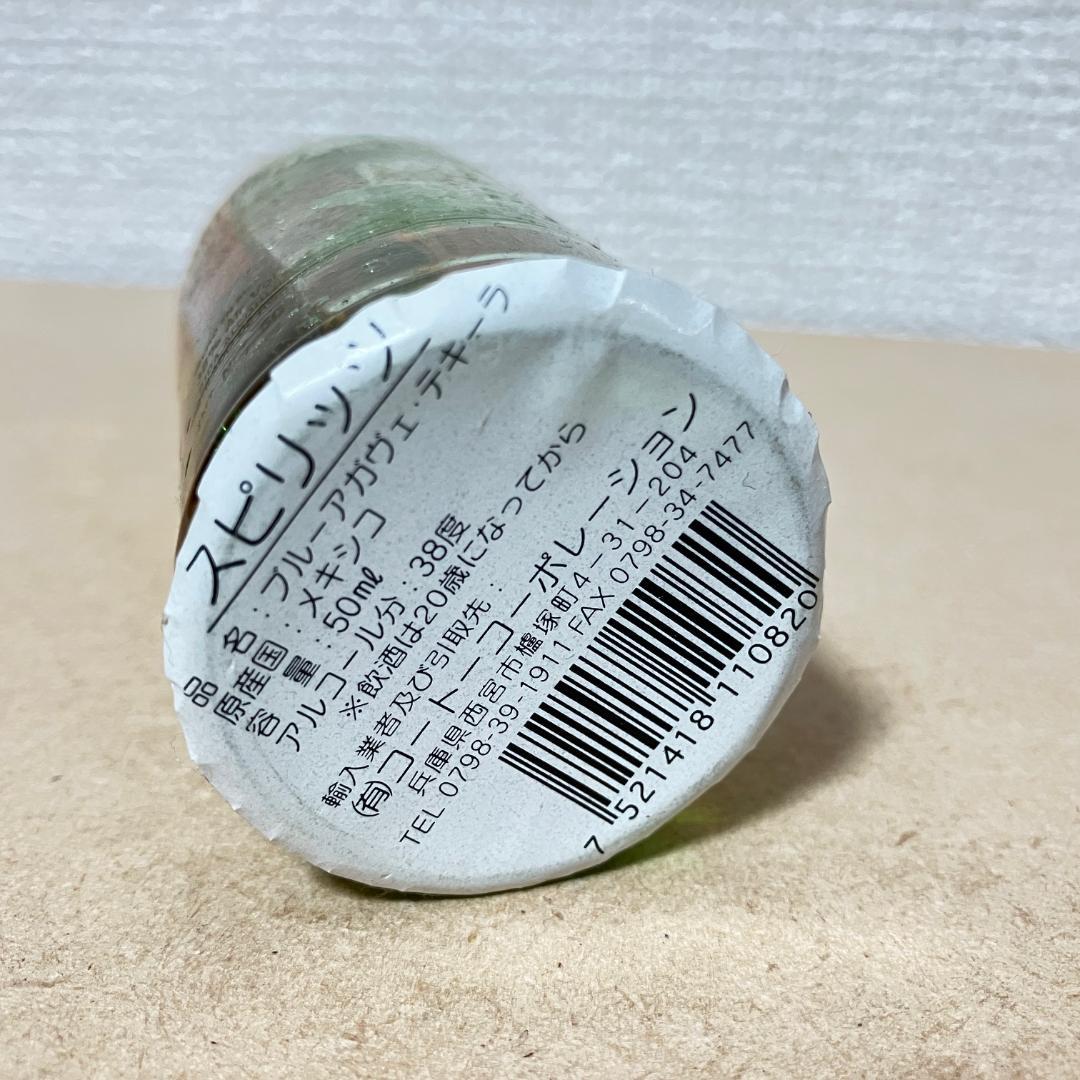 スピリッツ
品名:ブルーアガヴェ・テキーラ
原産国:メキシコ
容量:50mℓ
アルコール分:38度
※飲酒は20歳になってから
輸入業者及び引取先:
(有)コートーコーポレーション
兵庫県西宮市櫨塚町4-31-204
TEL 0798-39-1911 FAX 0798-34-7477
7 521418 110820